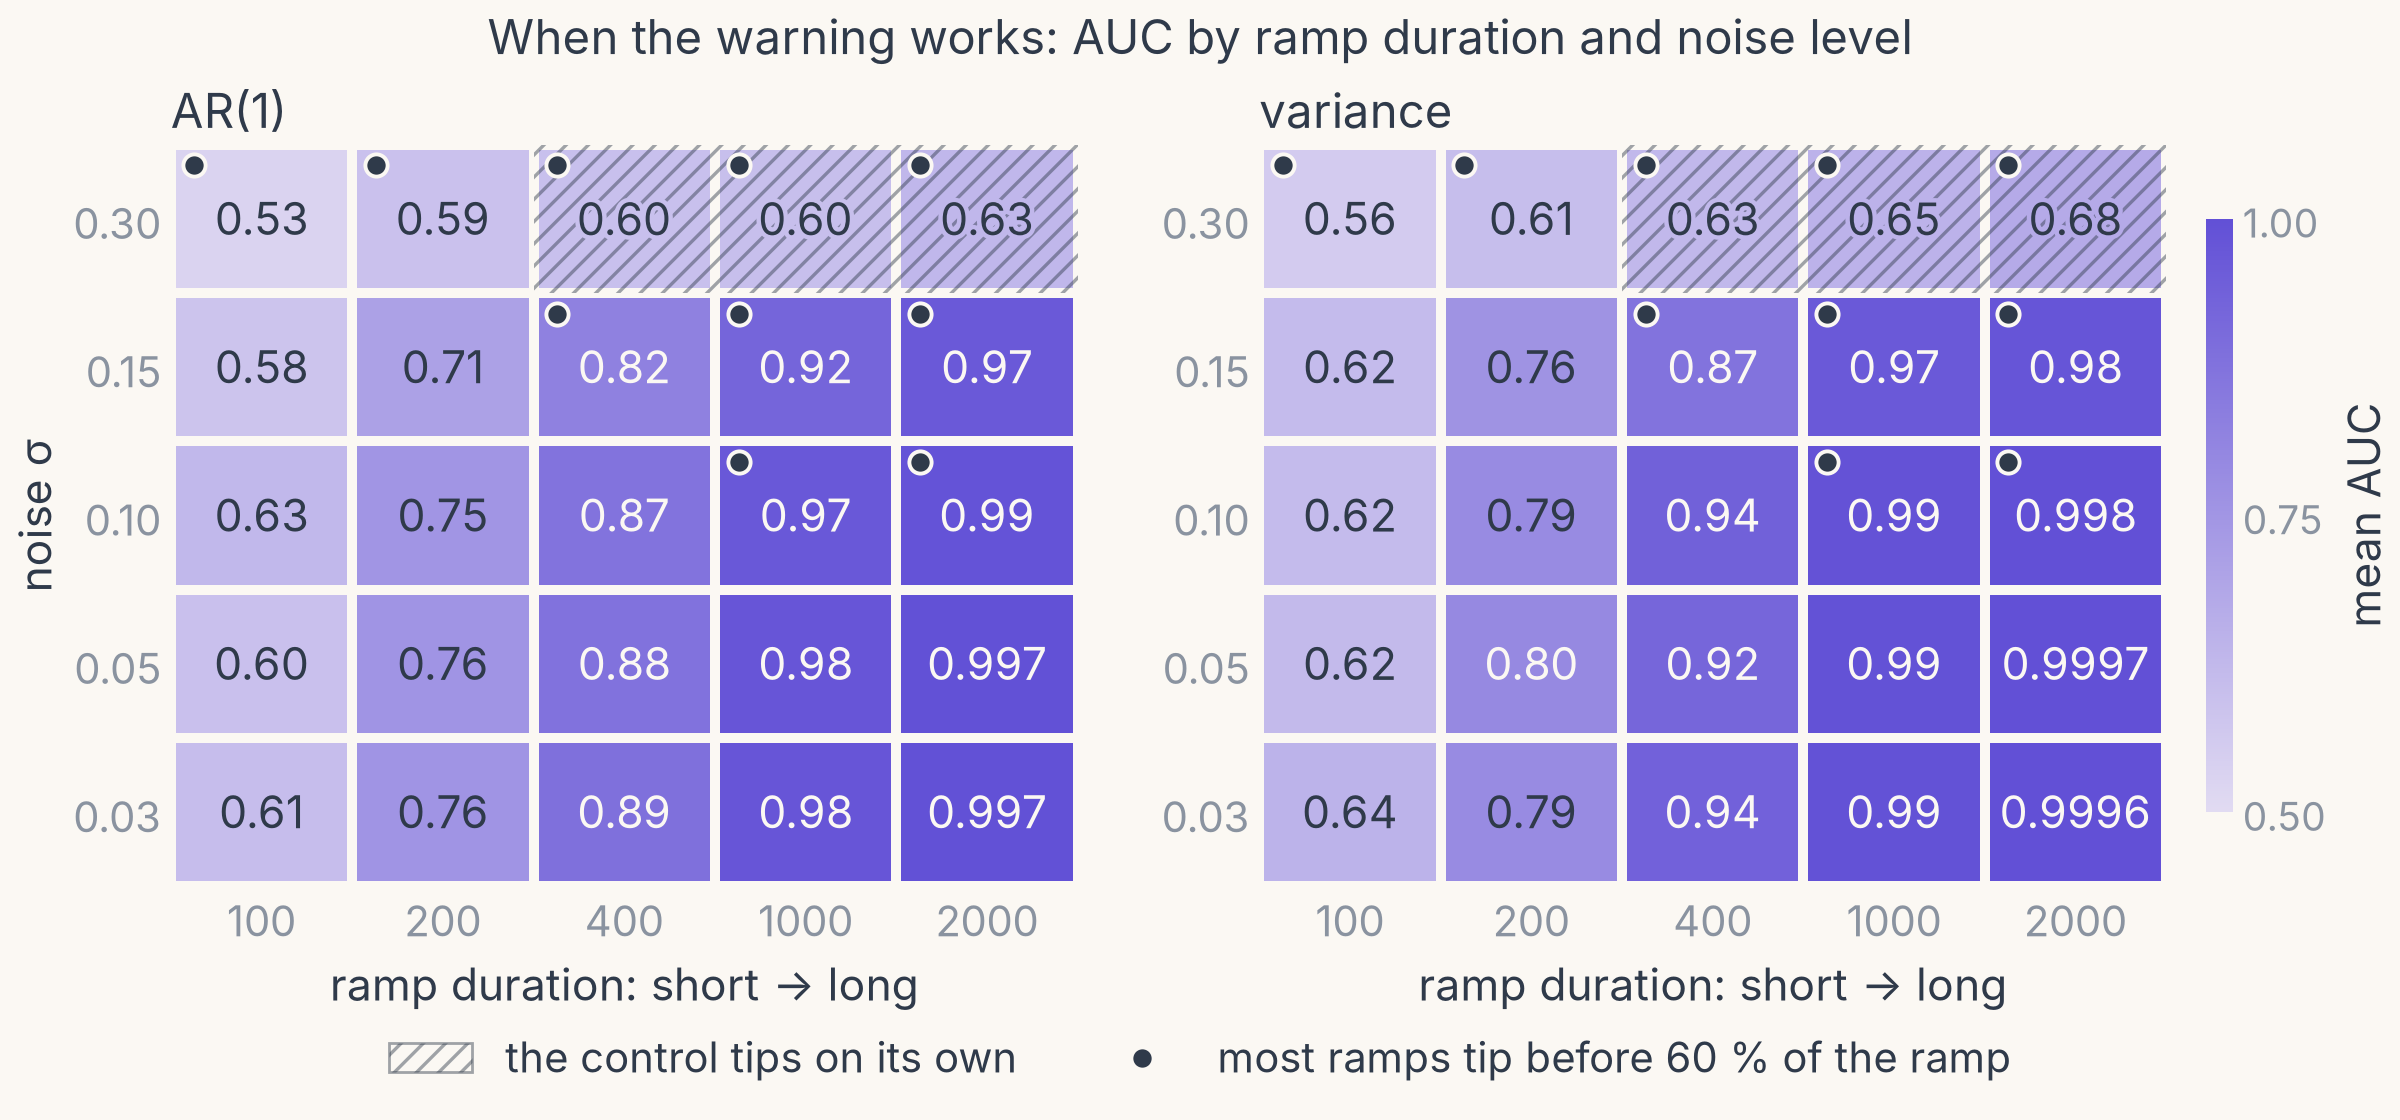 When the warning works: AUC by ramp duration and noise level
AR(1)
variance
noise σ
0.30 0.53 0.59 0.60 0.60 0.63
0.15 0.58 0.71 0.82 0.92 0.97
0.10 0.63 0.75 0.87 0.97 0.99
0.05 0.60 0.76 0.88 0.98 0.997
0.03 0.61 0.76 0.89 0.98 0.997
100 200 400 1000 2000
ramp duration: short → long
0.30 0.56 0.61 0.63 0.65 0.68
0.15 0.62 0.76 0.87 0.97 0.98
0.10 0.62 0.79 0.94 0.99 0.998
0.05 0.62 0.80 0.92 0.99 0.9997
0.03 0.64 0.79 0.94 0.99 0.9996
100 200 400 1000 2000
ramp duration: short → long
1.00
0.75
0.50
mean AUC
the control tips on its own
most ramps tip before 60 % of the ramp